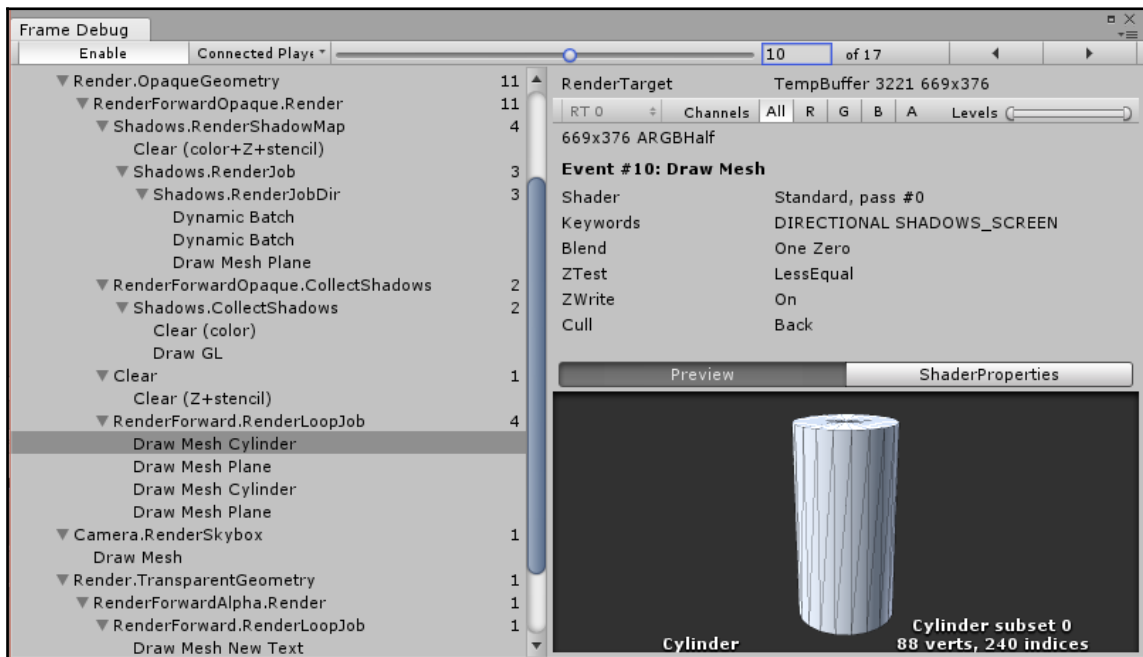 Frame Debug
Enable Connected Playe 10 of 17
Render.OpaqueGeometry 11
RenderForwardOpaque.Render 11
Shadows.RenderShadowMap 4
Clear (color+Z+stencil)
Shadows.RenderJob 3
Shadows.RenderJobDir 3
Dynamic Batch
Dynamic Batch
Draw Mesh Plane
RenderForwardOpaque.CollectShadows 2
Shadows.CollectShadows 2
Clear (color)
Draw GL
Clear 1
Clear (Z+stencil)
RenderForward.RenderLoopJob 4
Draw Mesh Cylinder
Draw Mesh Plane
Draw Mesh Cylinder
Draw Mesh Plane
Camera.RenderSkybox 1
Draw Mesh
Render.TransparentGeometry 1
RenderForwardAlpha.Render 1
RenderForward.RenderLoopJob 1
Draw Mesh New Text
RenderTarget TempBuffer 3221 669x376
RT 0 Channels All R G B A Levels
669x376 ARGBHalf
Event #10: Draw Mesh
Shader Standard, pass #0
Keywords DIRECTIONAL SHADOWS_SCREEN
Blend One Zero
ZTest LessEqual
ZWrite On
Cull Back
Preview ShaderProperties
Cylinder subset 0
Cylinder 88 verts, 240 indices